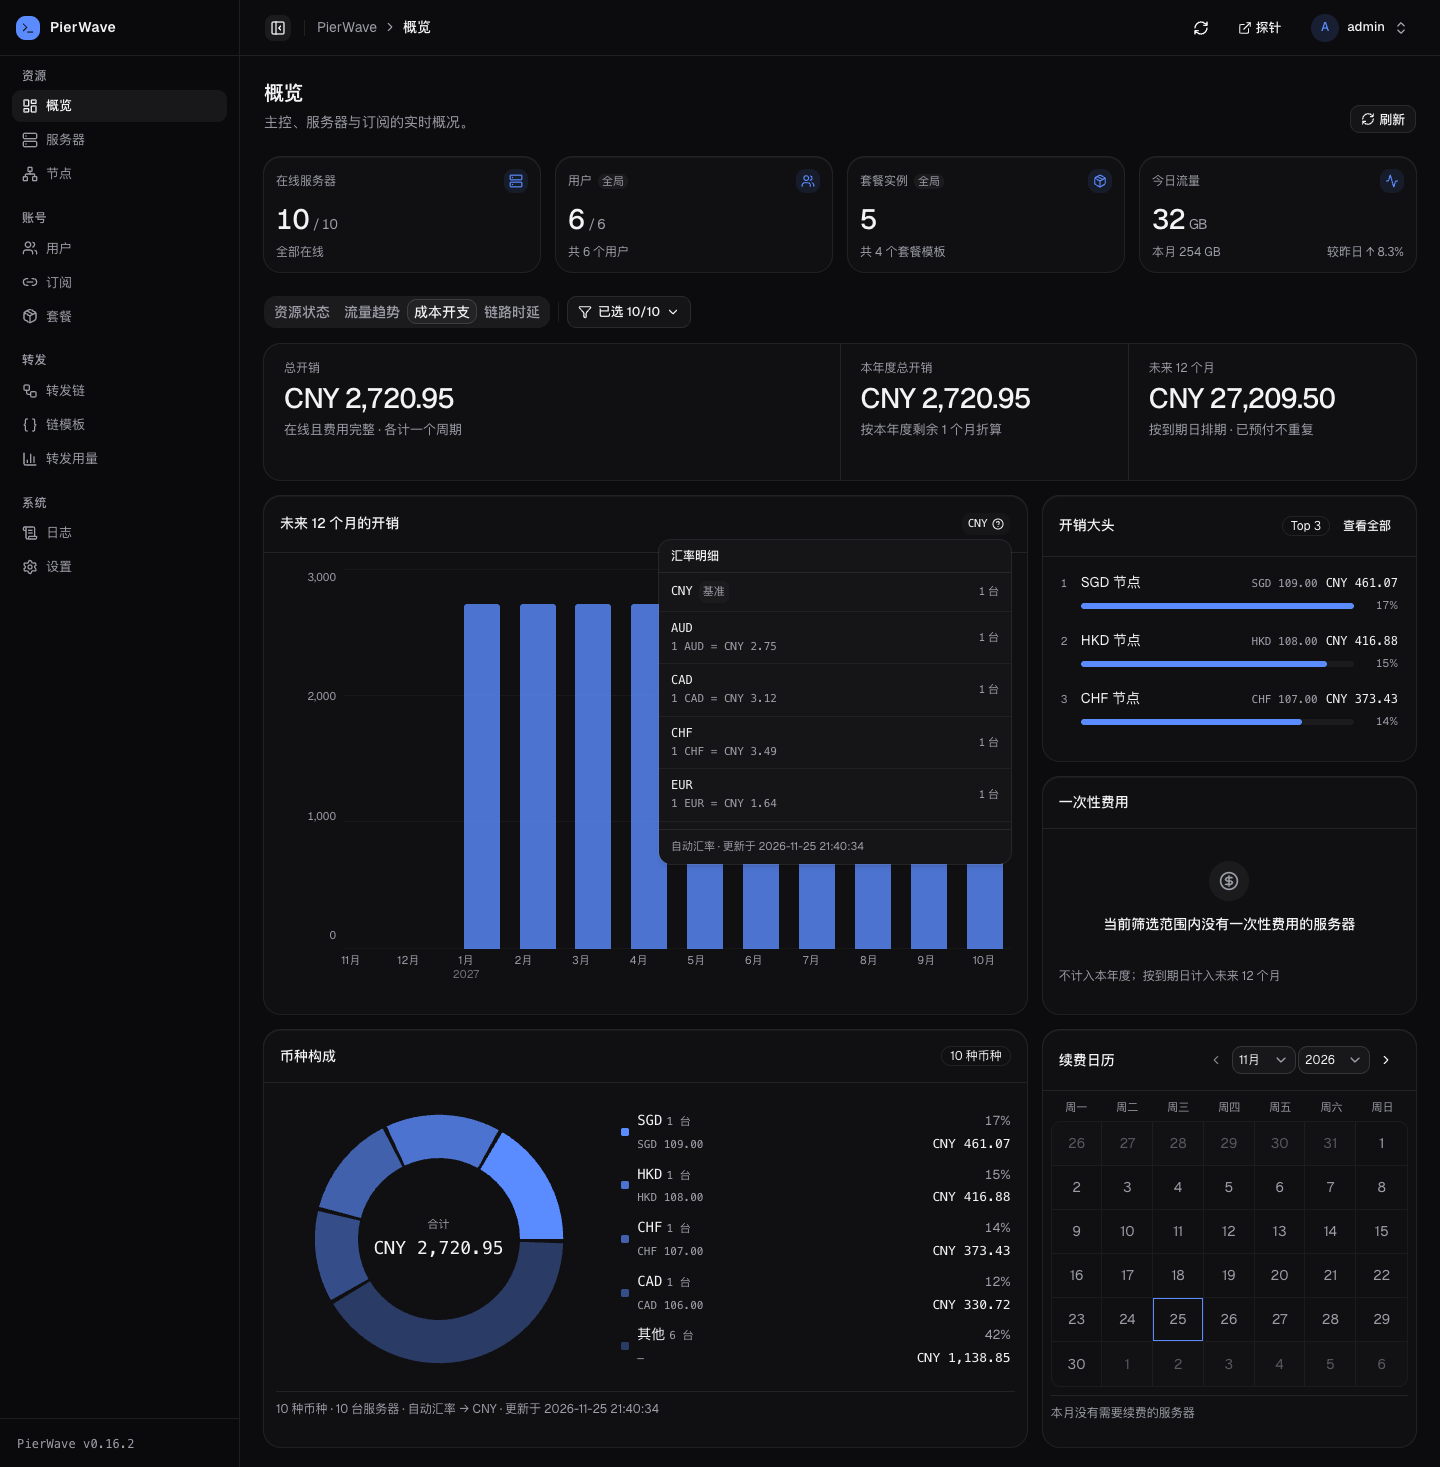 PierWave
资源
概览
服务器
节点
账号
用户
订阅
套餐
转发
转发链
链模板
转发用量
系统
日志
设置
PierWave v0.16.2
PierWave > 概览
探针
A admin
概览
主控、服务器与订阅的实时概况。
刷新
在线服务器
10 / 10
全部在线
用户 全局
6 / 6
共 6 个用户
套餐实例 全局
5
共 4 个套餐模板
今日流量
32 GB
本月 254 GB 较昨日 ↑ 8.3%
资源状态 流量趋势 成本开支 链路时延 已选 10/10
总开销
CNY 2,720.95
在线且费用完整 · 各计一个周期
本年度总开销
CNY 2,720.95
按本年度剩余 1 个月折算
未来 12 个月
CNY 27,209.50
按到期日排期 · 已预付不重复
未来 12 个月的开销
CNY
3,000
2,000
1,000
0
11月 12月 1月 2月 3月 4月 5月 6月 7月 8月 9月 10月
2027
汇率明细
CNY 基准 1 台
AUD
1 AUD = CNY 2.75
1 台
CAD
1 CAD = CNY 3.12
1 台
CHF
1 CHF = CNY 3.49
1 台
EUR
1 EUR = CNY 1.64
1 台
自动汇率 · 更新于 2026-11-25 21:40:34
开销大头
Top 3 查看全部
1 SGD 节点 SGD 109.00 CNY 461.07
17%
2 HKD 节点 HKD 108.00 CNY 416.88
15%
3 CHF 节点 CHF 107.00 CNY 373.43
14%
一次性费用
当前筛选范围内没有一次性费用的服务器
不计入本年度；按到期日计入未来 12 个月
币种构成
10 种币种
合计
CNY 2,720.95
SGD 1 台 17%
SGD 109.00 CNY 461.07
HKD 1 台 15%
HKD 108.00 CNY 416.88
CHF 1 台 14%
CHF 107.00 CNY 373.43
CAD 1 台 12%
CAD 106.00 CNY 330.72
其他 6 台 42%
— CNY 1,138.85
10 种币种 · 10 台服务器 · 自动汇率 → CNY · 更新于 2026-11-25 21:40:34
续费日历
11月 2026
周一 周二 周三 周四 周五 周六 周日
26 27 28 29 30 31 1
2 3 4 5 6 7 8
9 10 11 12 13 14 15
16 17 18 19 20 21 22
23 24 25 26 27 28 29
30 1 2 3 4 5 6
本月没有需要续费的服务器